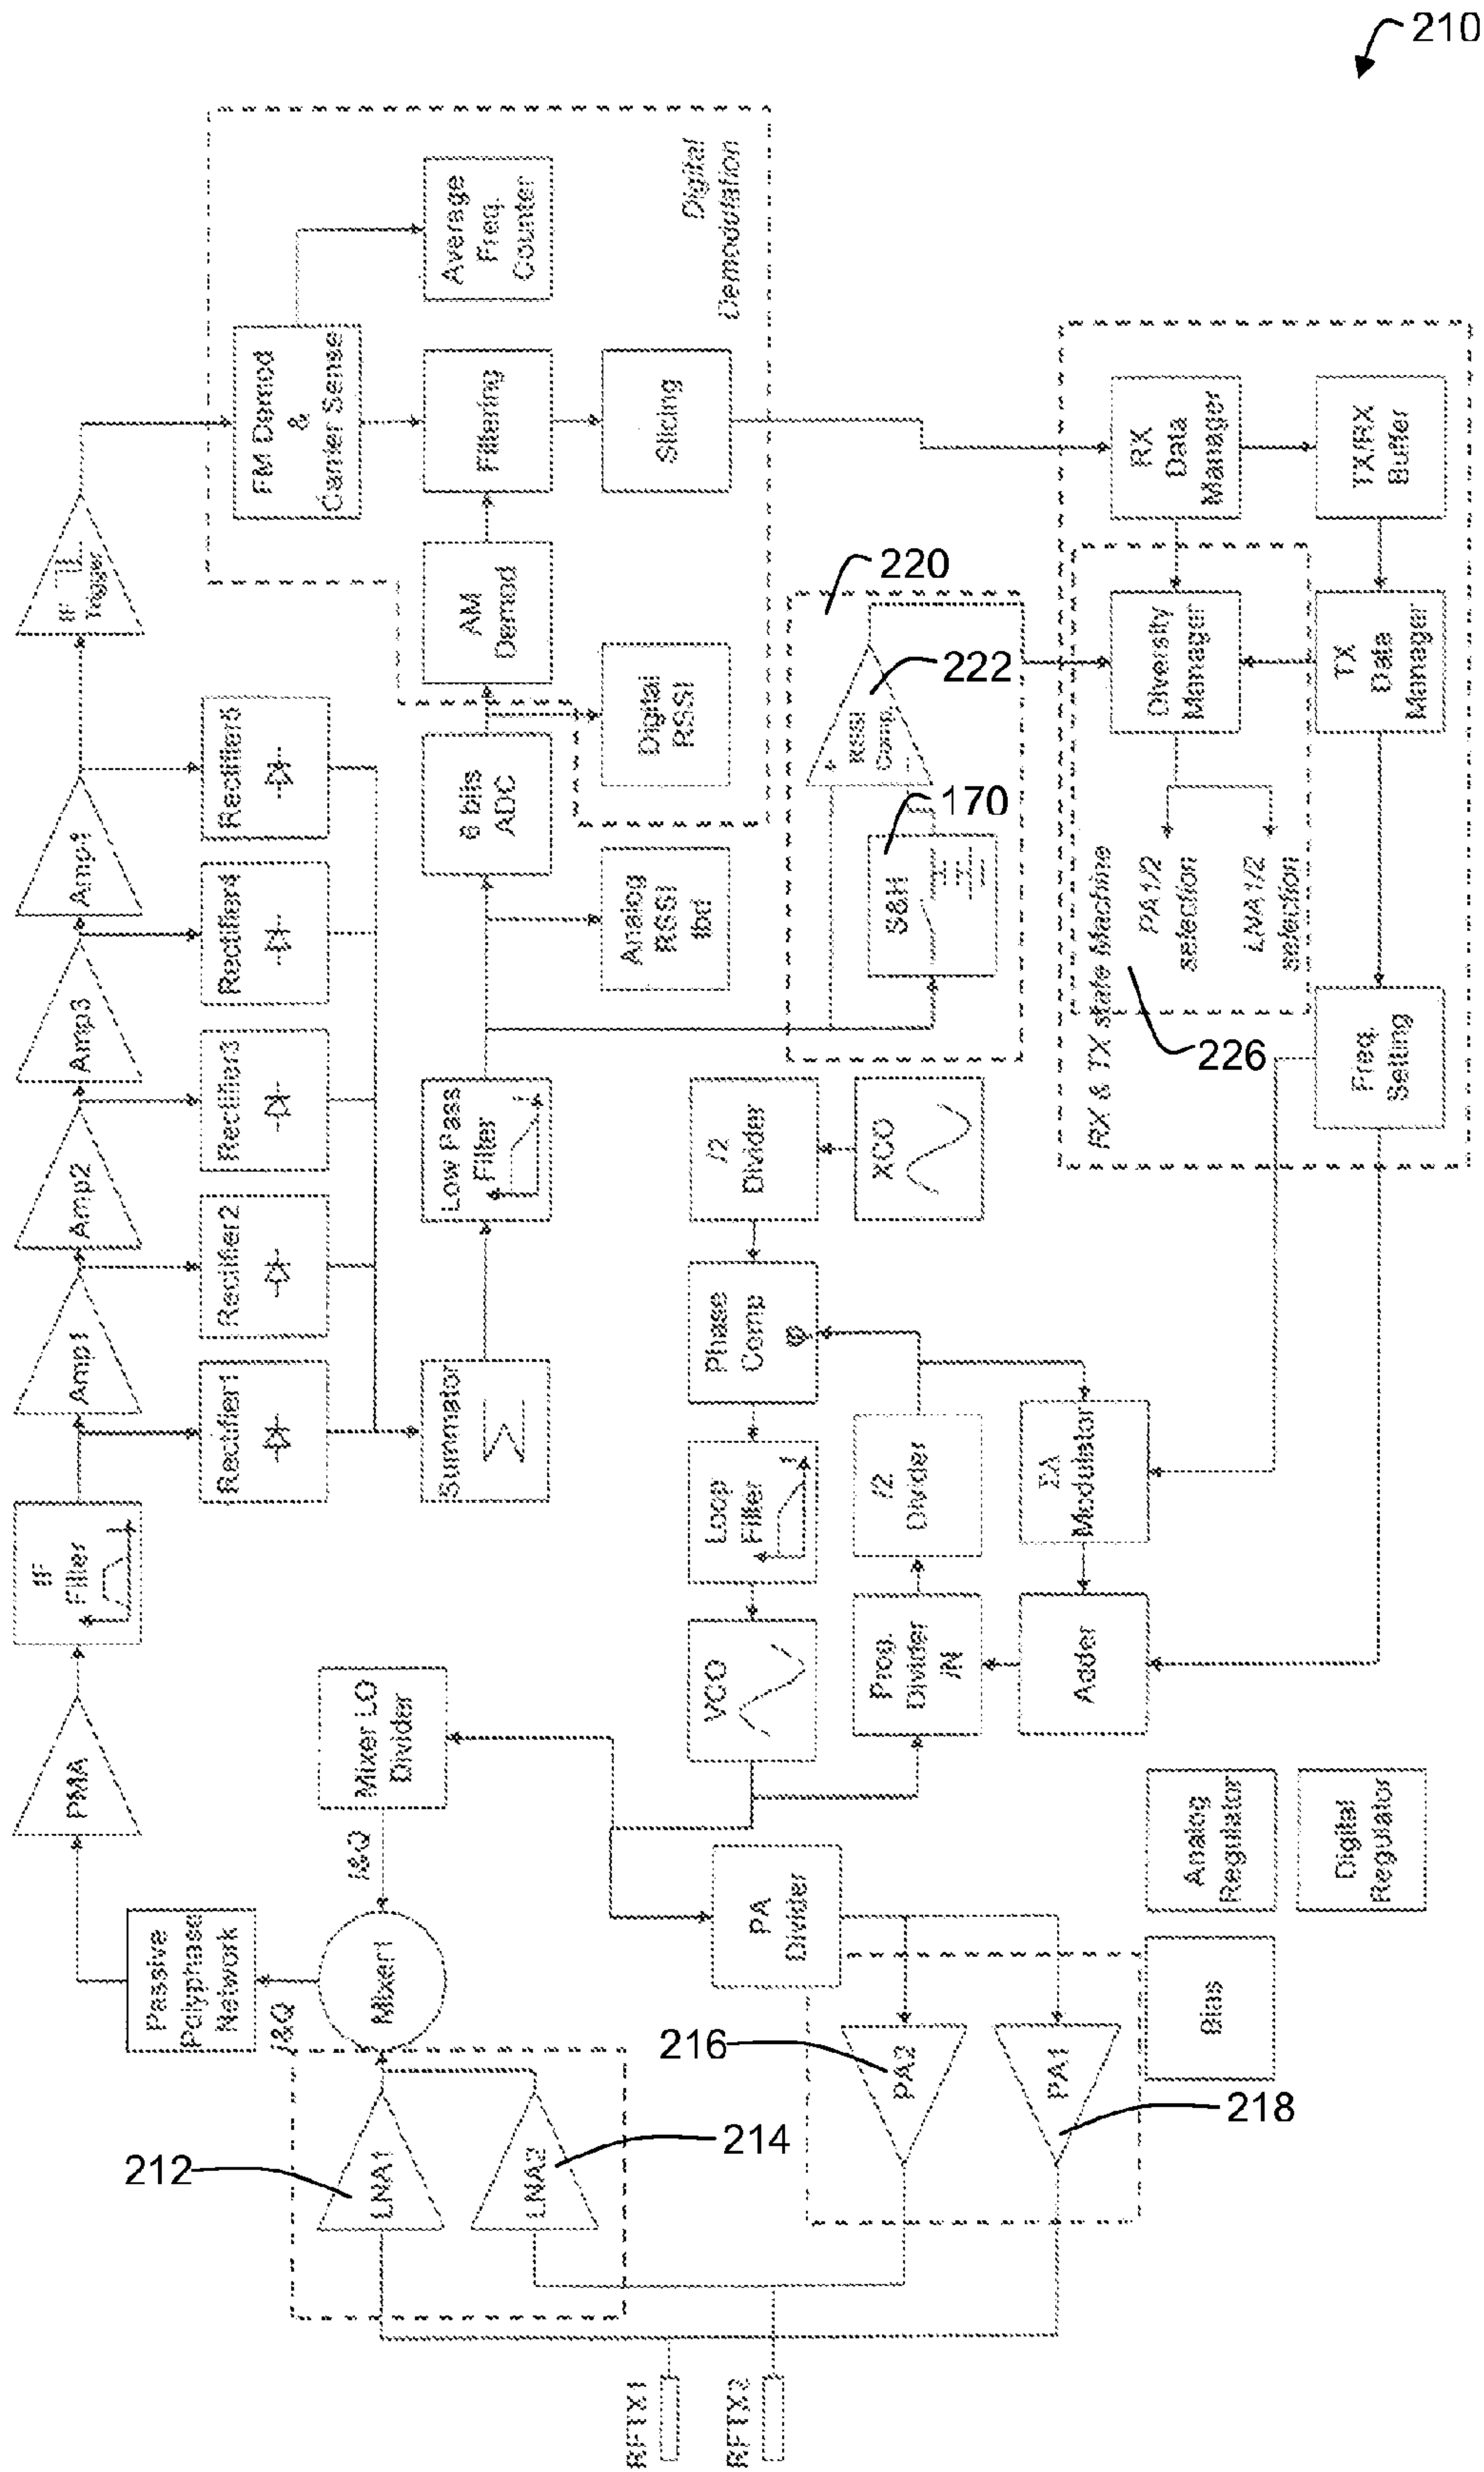 210
IF
Trigger
Amp1
Amp3
Amp2
Amp1
IF
Filter
PMA
Rectifier5
Rectifier4
Rectifier3
Rectifier2
Rectifier1
FM Demod
&
Carrier Sense
Average
Freq.
Counter
Filtering
Slicing
AM
Demod
Digital
RSSI
Digital
Demodulation
8 bits
ADC
Analog
RSSI
tbd
Low Pass
Filter
f
Summator
Σ
220
RSSI
Comp.
+
-
222
S&H
170
RX
Data
Manager
TX/RX
Buffer
Diversity
Manager
TX
Data
Manager
PA1/2
selection
LNA1/2
selection
RX & TX state Machine
226
Freq.
Setting
/2
Divider
XCO
Phase
Comp
φ
Loop
Filter
f
/2
Divider
ΣΔ
Modulator
VCO
Prog.
Divider
/N
Adder
Mixer LO
Divider
I&Q
Mixer1
I&Q
Passive
Polyphase
Network
PA
Divider
Analog
Regulator
Digital
Regulator
Bias
216
PA2
PA1
218
212
LNA1
LNA2
214
RFTX1
RFTX2